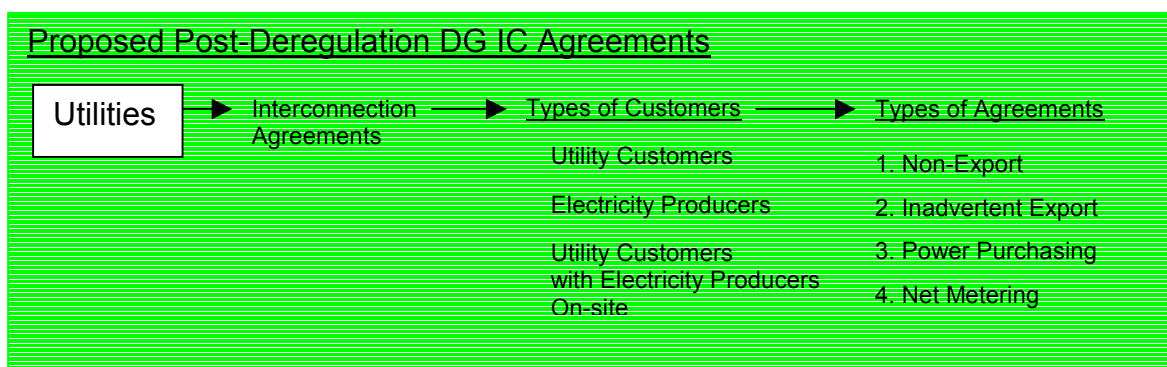 Proposed Post-Deregulation DG IC Agreements
Utilities
Interconnection
Agreements
Types of Customers
Utility Customers
Electricity Producers
Utility Customers
with Electricity Producers
On-site
Types of Agreements
1. Non-Export
2. Inadvertent Export
3. Power Purchasing
4. Net Metering